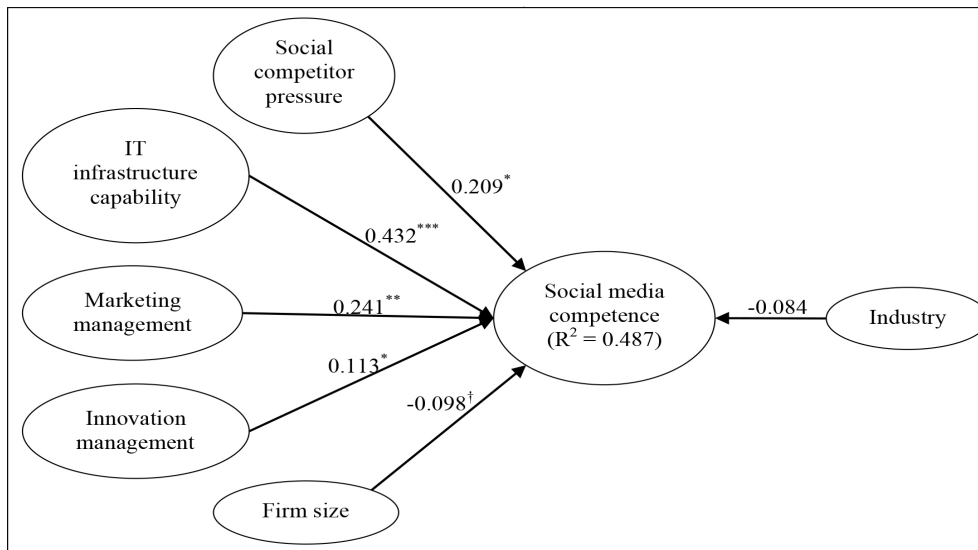 Social
competitor
pressure
IT
infrastructure
capability
0.209*
0.432***
Marketing
management
0.241**
Social media
competence
(R² = 0.487)
-0.084
Industry
0.113*
Innovation
management
-0.098†
Firm size